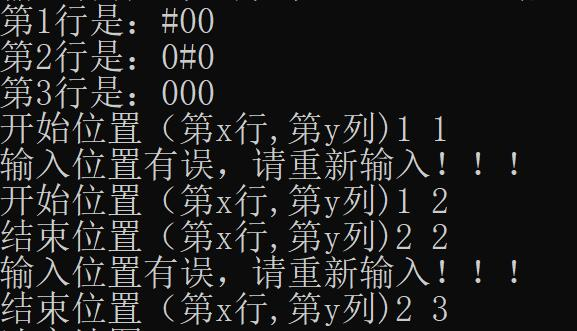 第1行是：#00
第2行是：0#0
第3行是：000
开始位置（第x行,第y列)1 1
输入位置有误，请重新输入！！！
开始位置（第x行,第y列)1 2
结束位置（第x行,第y列)2 2
输入位置有误，请重新输入！！！
结束位置（第x行,第y列)2 3